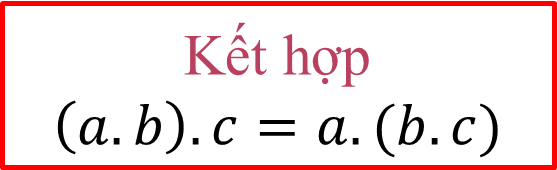 Kết hợp
(a. b). c = a. (b. c)